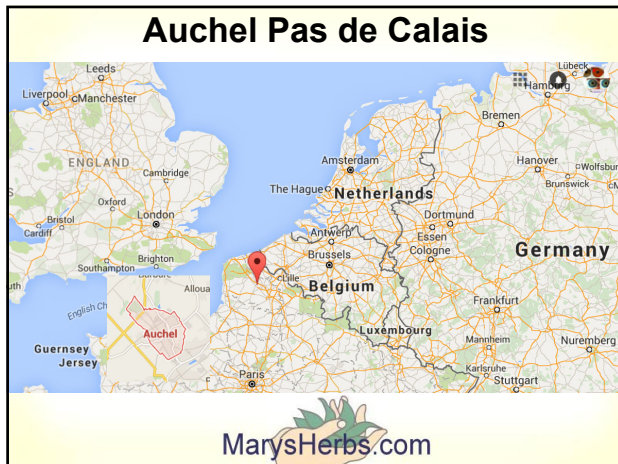 Auchel Pas de Calais
Leeds
Lübeck
Liverpool
Manchester
Hamburg
Bremen
ENGLAND
Cambridge
Amsterdam
Hanover
Wolfsbu
Brunswick
Oxford
The Hague
Netherlands
Bristol
Cardiff
London
Antwerp
Dortmund
Essen
Brighton
Brussels
Cologne
Germany
Southampton
Lille
Belgium
outh
Alloua
English Ch
Auchel
Frankfurt
Luxembourg
Guernsey
Mannheim
Nuremberg
Jersey
Karlsruhe
Paris
Stuttgart
MarysHerbs.com